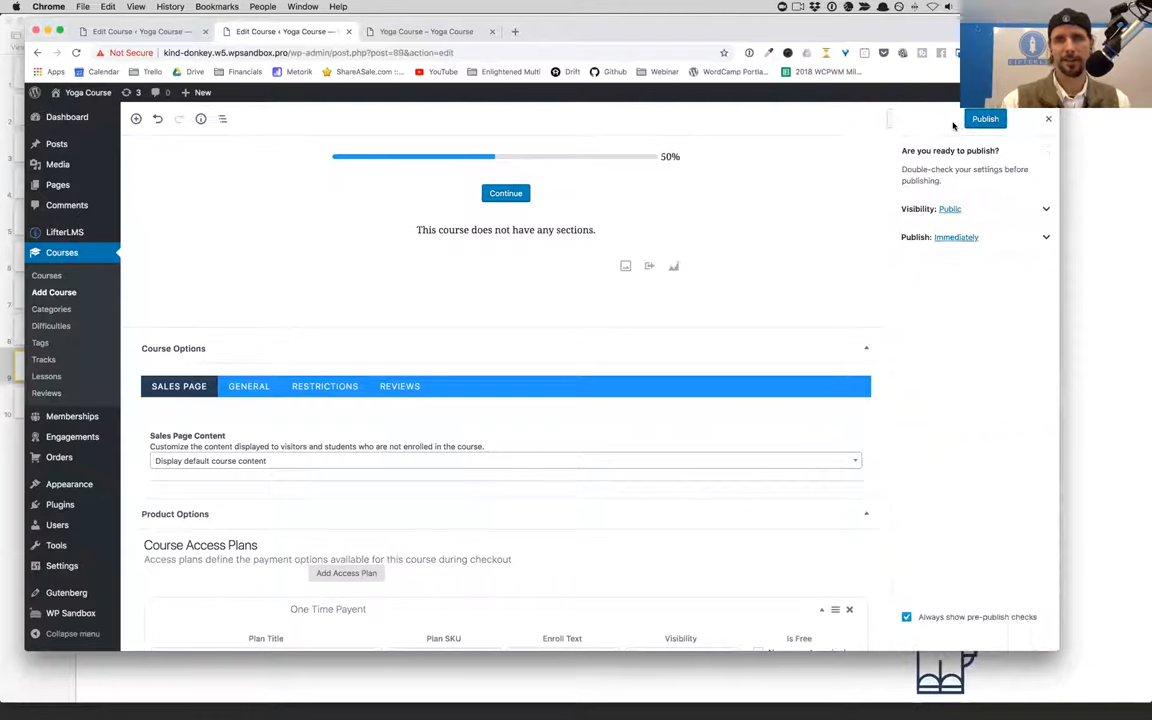 Chrome File Edit View History Bookmarks People Window Help
Edit Course ‹ Yoga Course —
Edit Course ‹ Yoga Course —
Yoga Course – Yoga Course
Not Secure kind-donkey.w5.wpsandbox.pro/wp-admin/post.php?post=89&action=edit
Apps Calendar Trello Drive Financials Metorik ShareASale.com :... YouTube Enlightened Multi Drift Github Webinar WordCamp Portla... 2018 WCPWM Mil...
Yoga Course 3 0 + New
Dashboard
Posts
Media
Pages
Comments
LifterLMS
Courses
Courses
Add Course
Categories
Difficulties
Tags
Tracks
Lessons
Reviews
Memberships
Engagements
Orders
Appearance
Plugins
Users
Tools
Settings
Gutenberg
WP Sandbox
Collapse menu
50%
Continue
This course does not have any sections.
Course Options
SALES PAGE GENERAL RESTRICTIONS REVIEWS
Sales Page Content
Customize the content displayed to visitors and students who are not enrolled in the course.
Display default course content
Product Options
Course Access Plans
Access plans define the payment options available for this course during checkout
Add Access Plan
One Time Payent
Plan Title Plan SKU Enroll Text Visibility Is Free
Publish
Are you ready to publish?
Double-check your settings before
publishing.
Visibility: Public
Publish: Immediately
Always show pre-publish checks